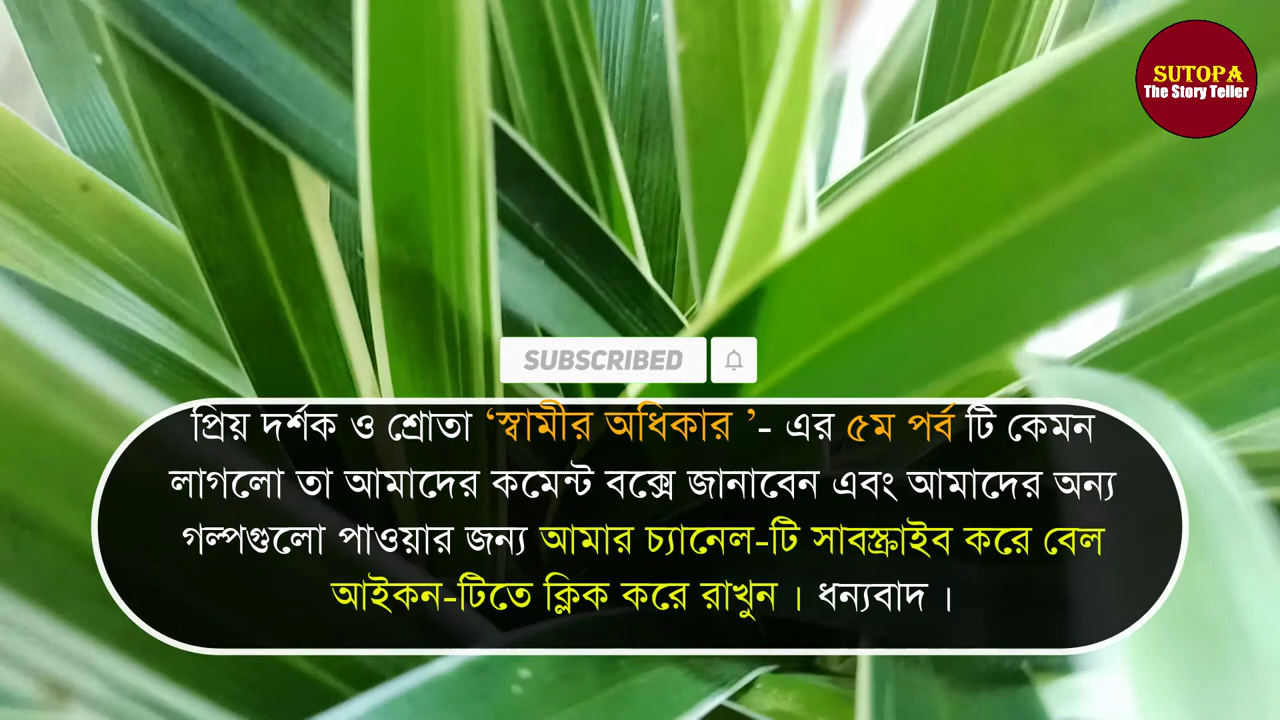 SUTOPA
The Story Teller
SUBSCRIBED
প্রিয় দর্শক ও শ্রোতা ‘স্বামীর অধিকার ’- এর ৫ম পর্ব টি কেমন
লাগলো তা আমাদের কমেন্ট বক্সে জানাবেন এবং আমাদের অন্য
গল্পগুলো পাওয়ার জন্য আমার চ্যানেল-টি সাবস্ক্রাইব করে বেল
আইকন-টিতে ক্লিক করে রাখুন । ধন্যবাদ ।